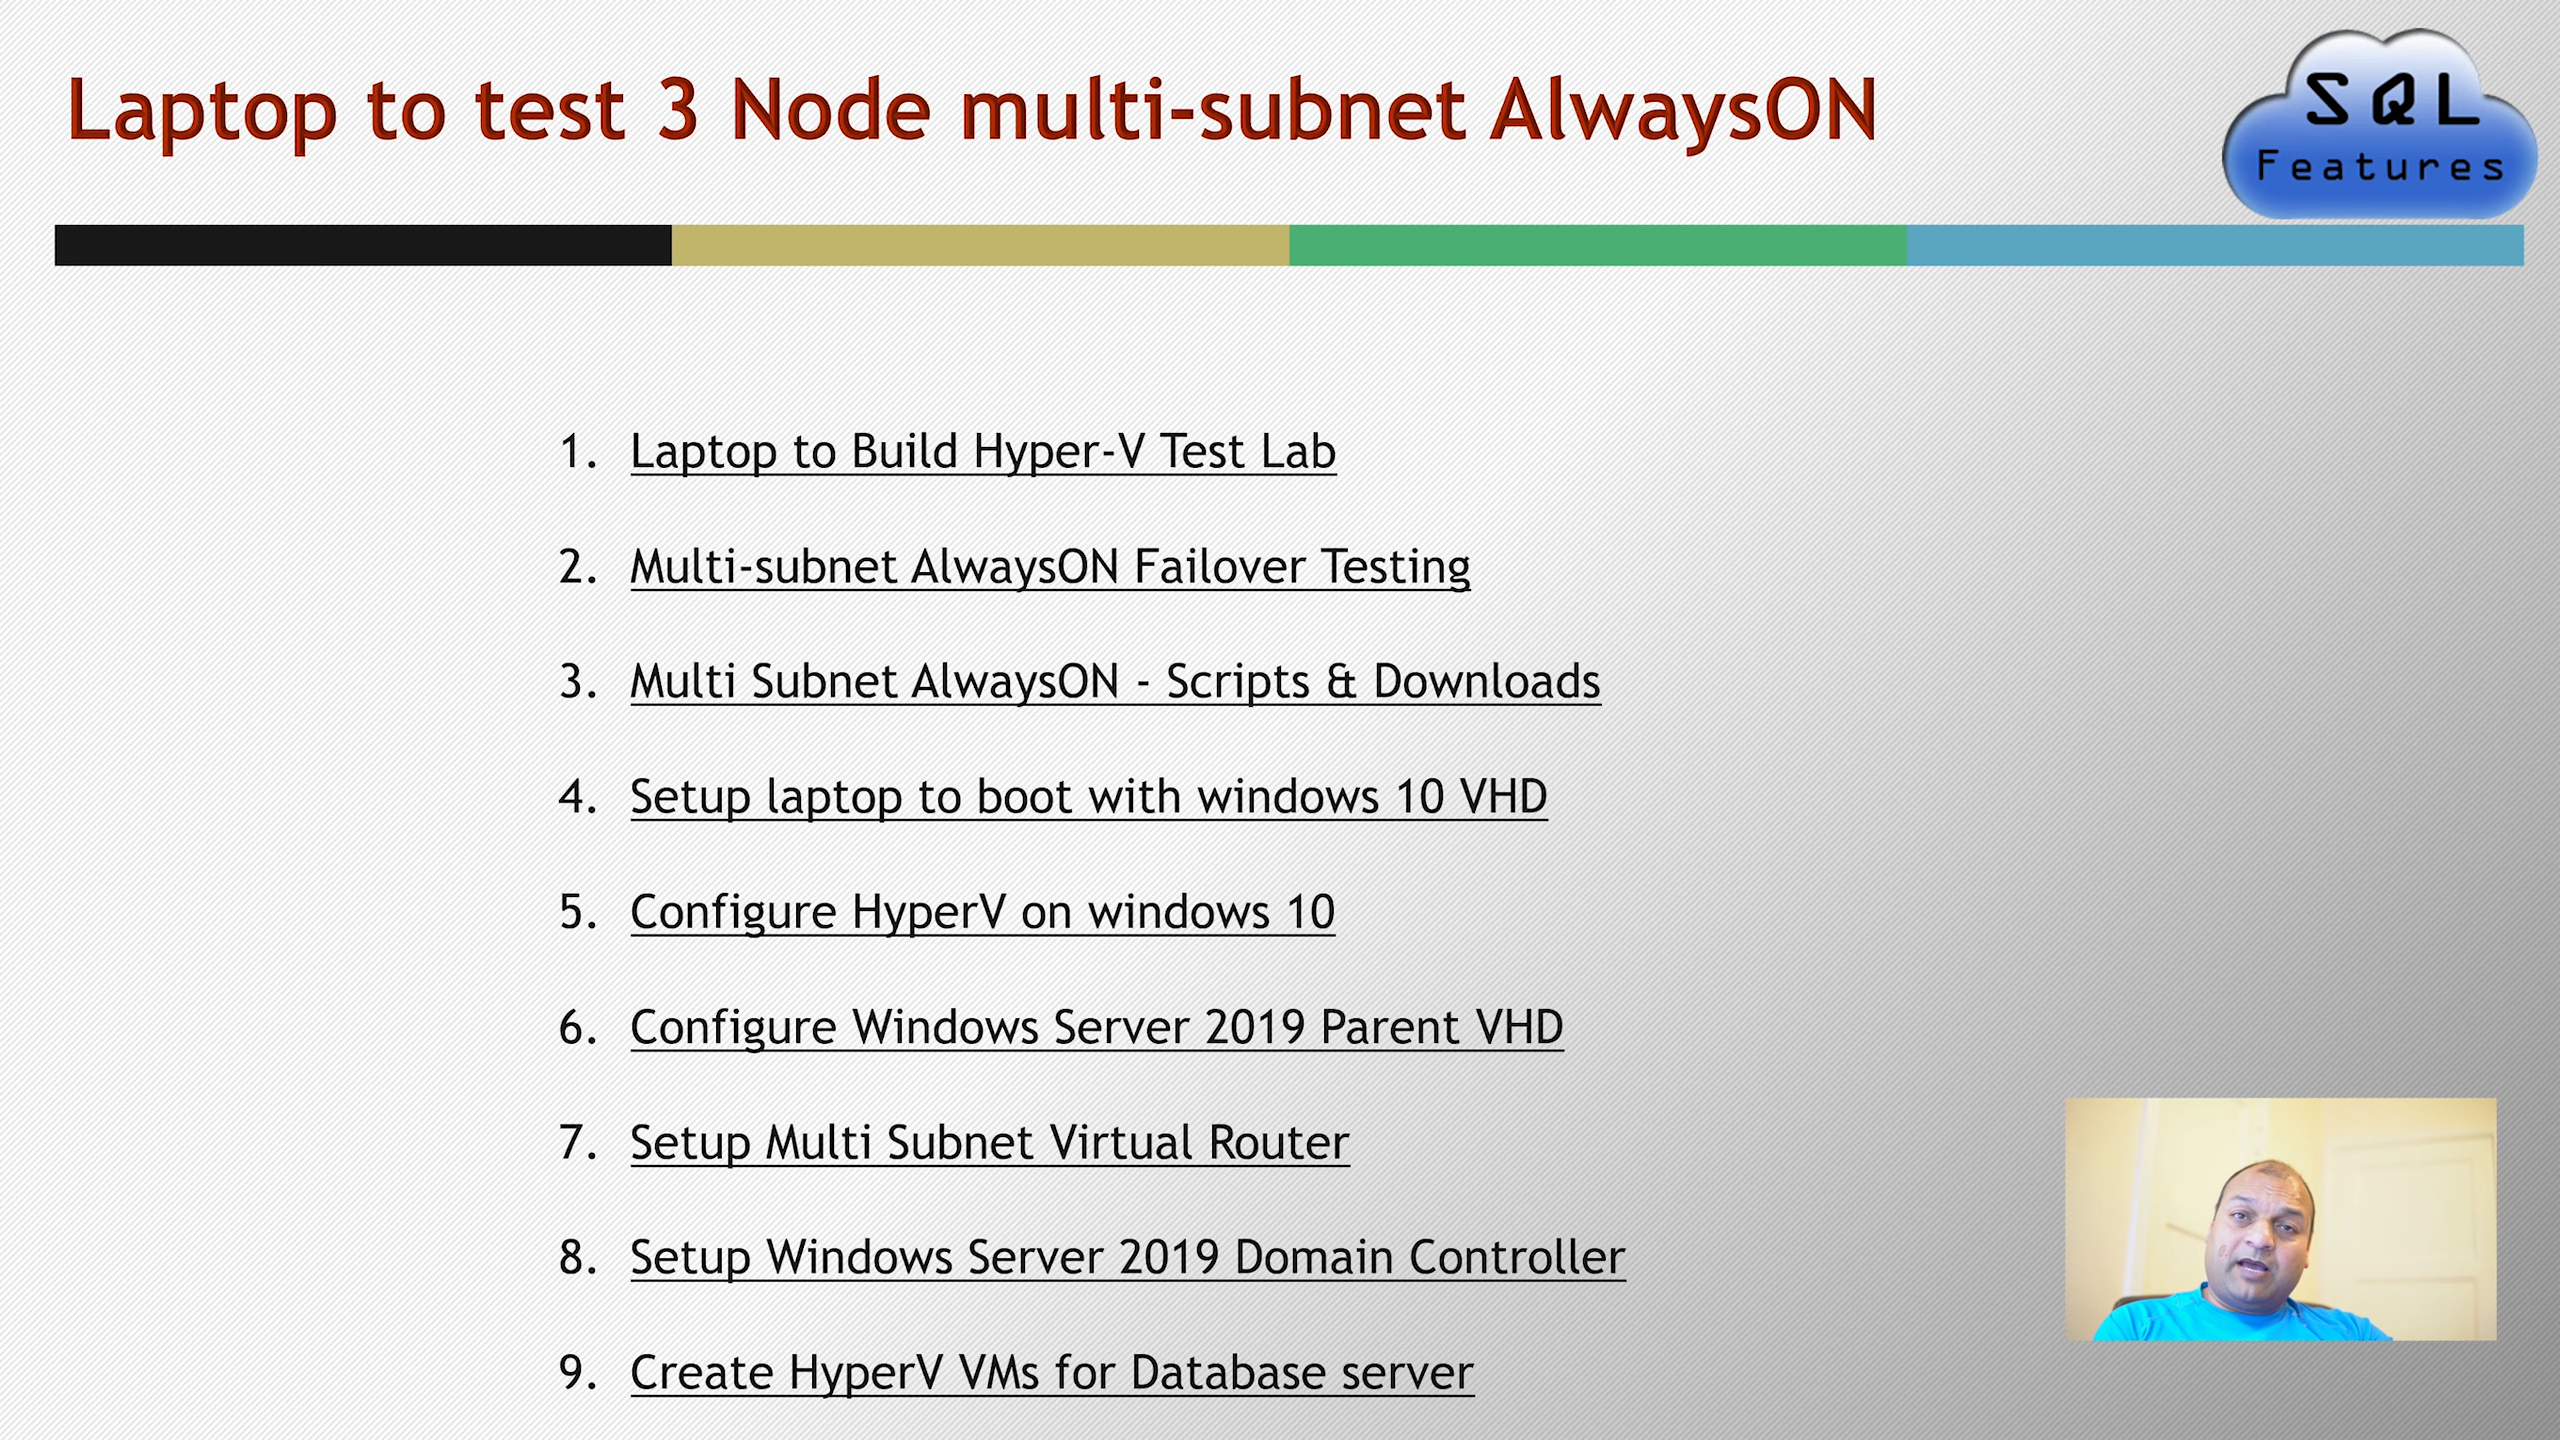 Laptop to test 3 Node multi-subnet AlwaysON
SQL
Features
1. Laptop to Build Hyper-V Test Lab
2. Multi-subnet AlwaysON Failover Testing
3. Multi Subnet AlwaysON - Scripts & Downloads
4. Setup laptop to boot with windows 10 VHD
5. Configure HyperV on windows 10
6. Configure Windows Server 2019 Parent VHD
7. Setup Multi Subnet Virtual Router
8. Setup Windows Server 2019 Domain Controller
9. Create HyperV VMs for Database server